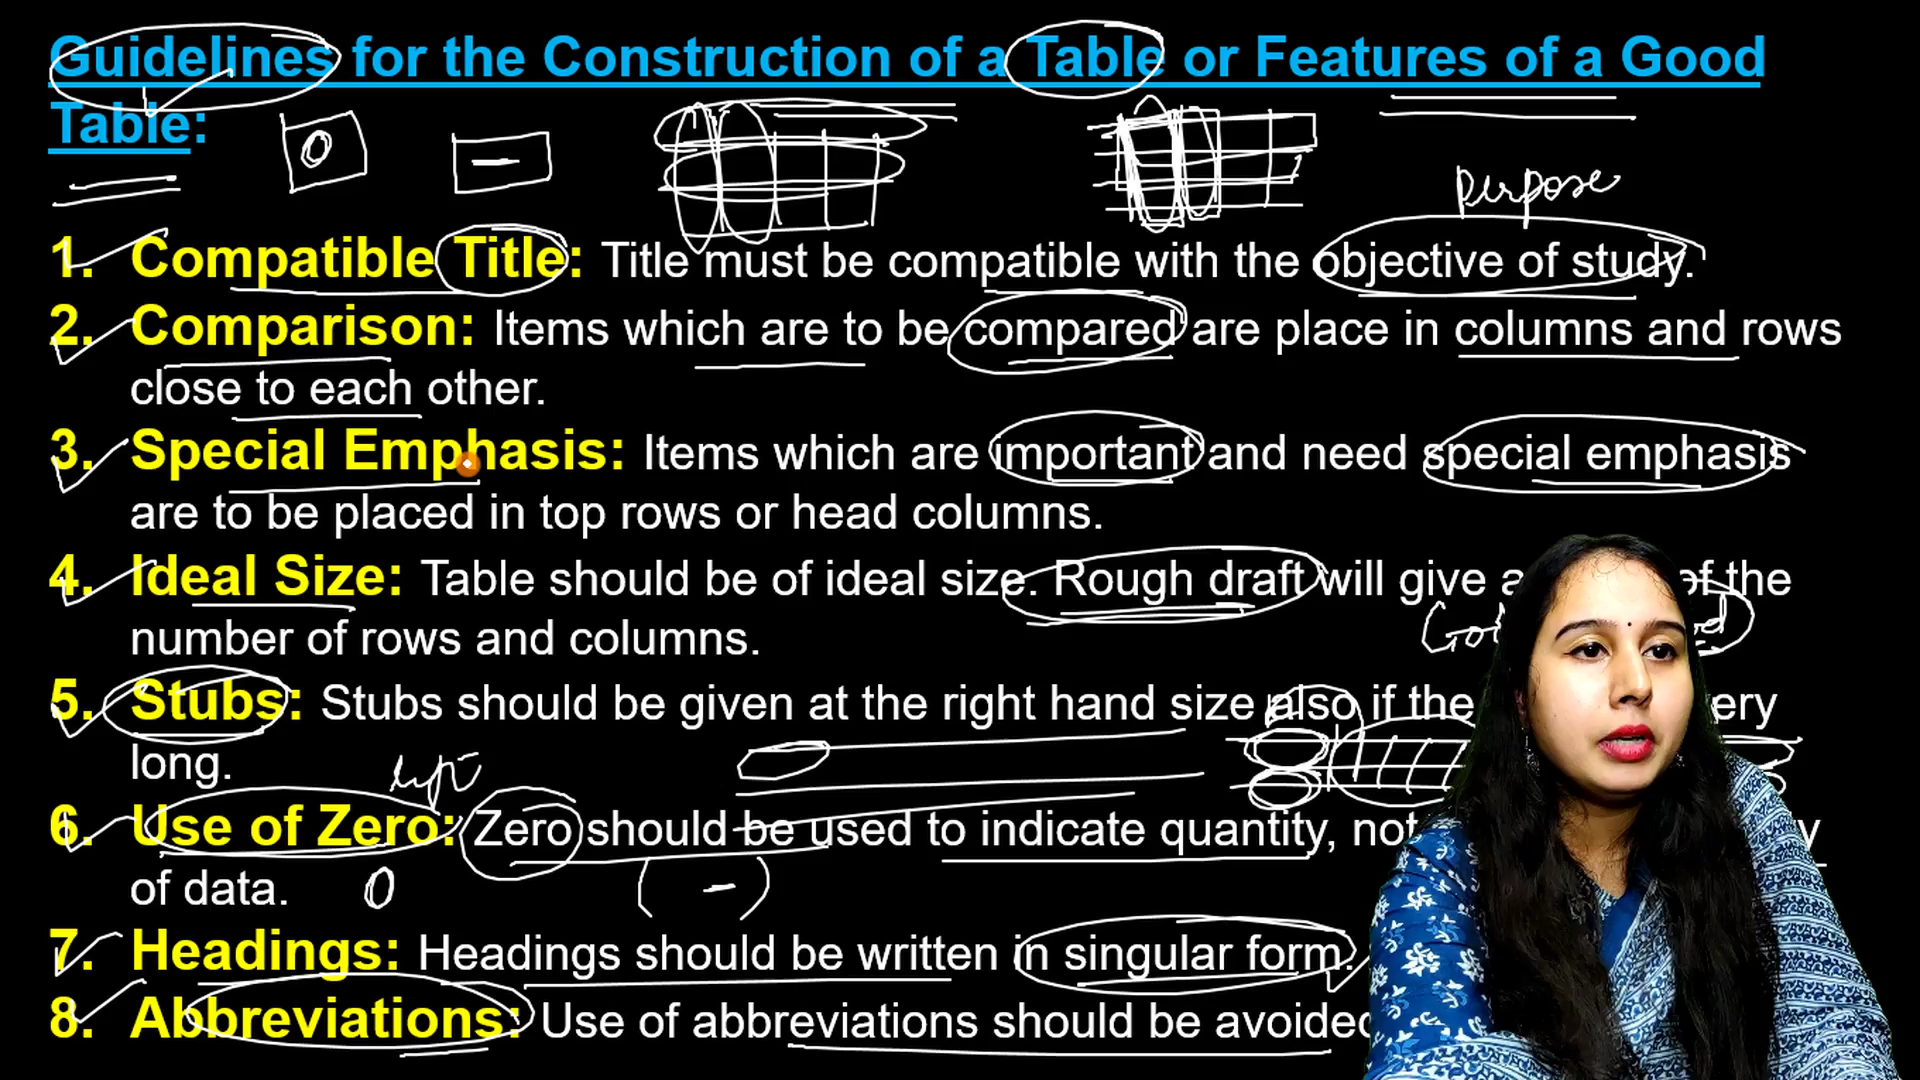 Guidelines for the Construction of a Table or Features of a Good
Table:
0 –
perpose
1. Compatible Title: Title must be compatible with the objective of study.
2. Comparison: Items which are to be compared are place in columns and rows
close to each other.
3. Special Emphasis: Items which are important and need special emphasis
are to be placed in top rows or head columns.
4. Ideal Size: Table should be of ideal size. Rough draft will give of the
number of rows and columns.
5. Stubs: Stubs should be given at the right hand size also if the
long.
left
6. Use of Zero: Zero should be used to indicate quantity, not
of data.
0 ( – )
7. Headings: Headings should be written in singular form.
8. Abbreviations: Use of abbreviations should be avoided